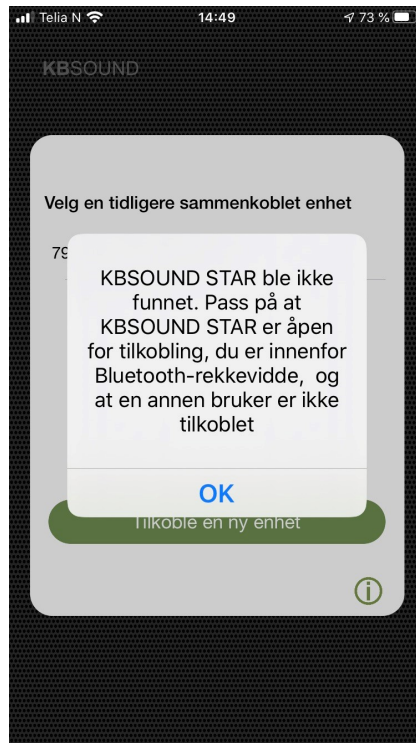 Telia N 14:49 73 %
KBSOUND
Velg en tidligere sammenkoblet enhet
79
KBSOUND STAR ble ikke
funnet. Pass på at
KBSOUND STAR er åpen
for tilkobling, du er innenfor
Bluetooth-rekkevidde, og
at en annen bruker er ikke
tilkoblet
OK
Tilkoble en ny enhet